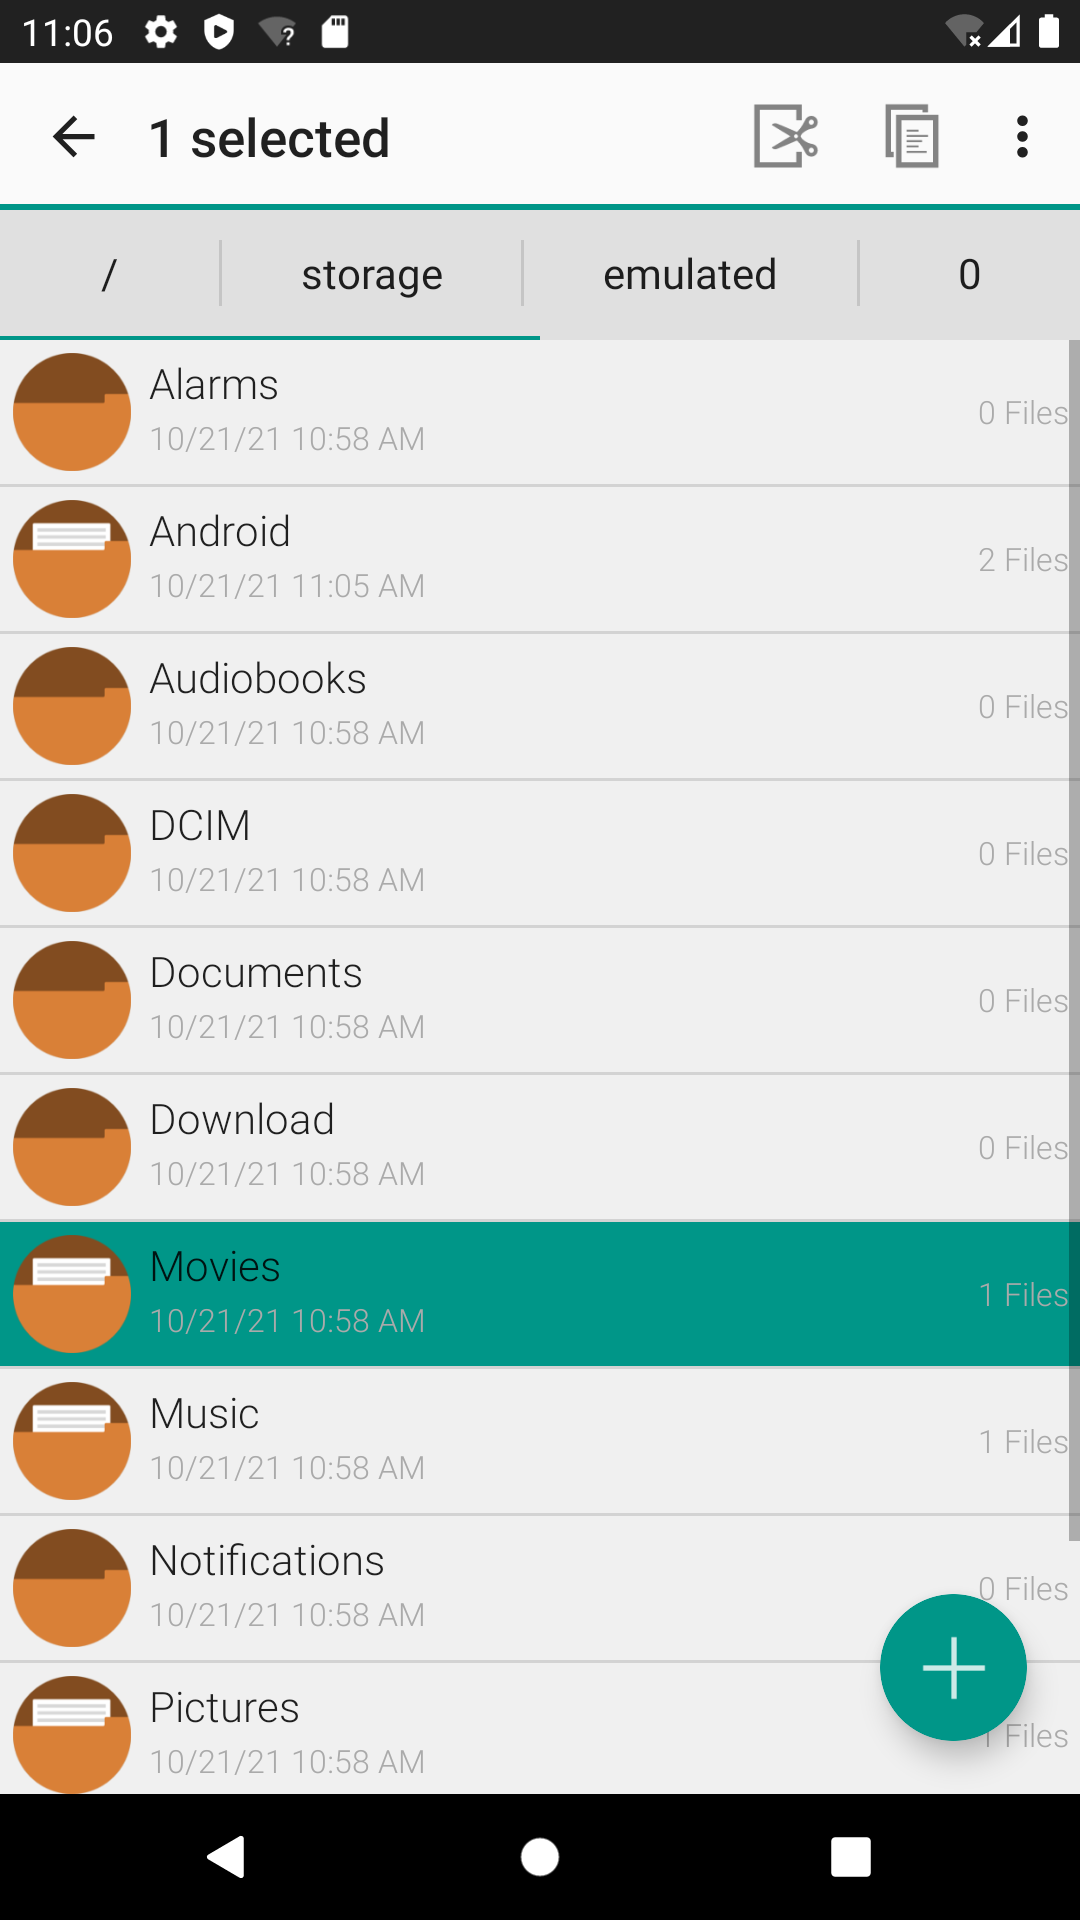 11:06
1 selected
/ storage emulated 0
Alarms
10/21/21 10:58 AM
0 Files
Android
10/21/21 11:05 AM
2 Files
Audiobooks
10/21/21 10:58 AM
0 Files
DCIM
10/21/21 10:58 AM
0 Files
Documents
10/21/21 10:58 AM
0 Files
Download
10/21/21 10:58 AM
0 Files
Movies
10/21/21 10:58 AM
1 Files
Music
10/21/21 10:58 AM
1 Files
Notifications
10/21/21 10:58 AM
0 Files
Pictures
10/21/21 10:58 AM
1 Files